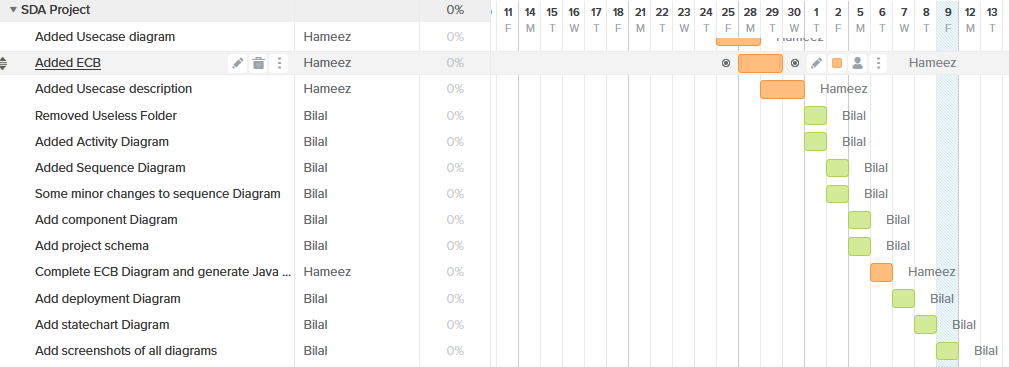 SDA Project 0% 11 14 15 16 17 18 21 22 23 24 25 28 29 30 1 2 5 6 7 8 9 12 13
F M T W T F M T W T F M T W T F M T W T F M T
Added Usecase diagram Hameez 0% Hameez
Added ECB Hameez 0% Hameez
Added Usecase description Hameez 0% Hameez
Removed Useless Folder Bilal 0% Bilal
Added Activity Diagram Bilal 0% Bilal
Added Sequence Diagram Bilal 0% Bilal
Some minor changes to sequence Diagram Bilal 0% Bilal
Add component Diagram Bilal 0% Bilal
Add project schema Bilal 0% Bilal
Complete ECB Diagram and generate Java ... Hameez 0% Hameez
Add deployment Diagram Bilal 0% Bilal
Add statechart Diagram Bilal 0% Bilal
Add screenshots of all diagrams Bilal 0% Bilal